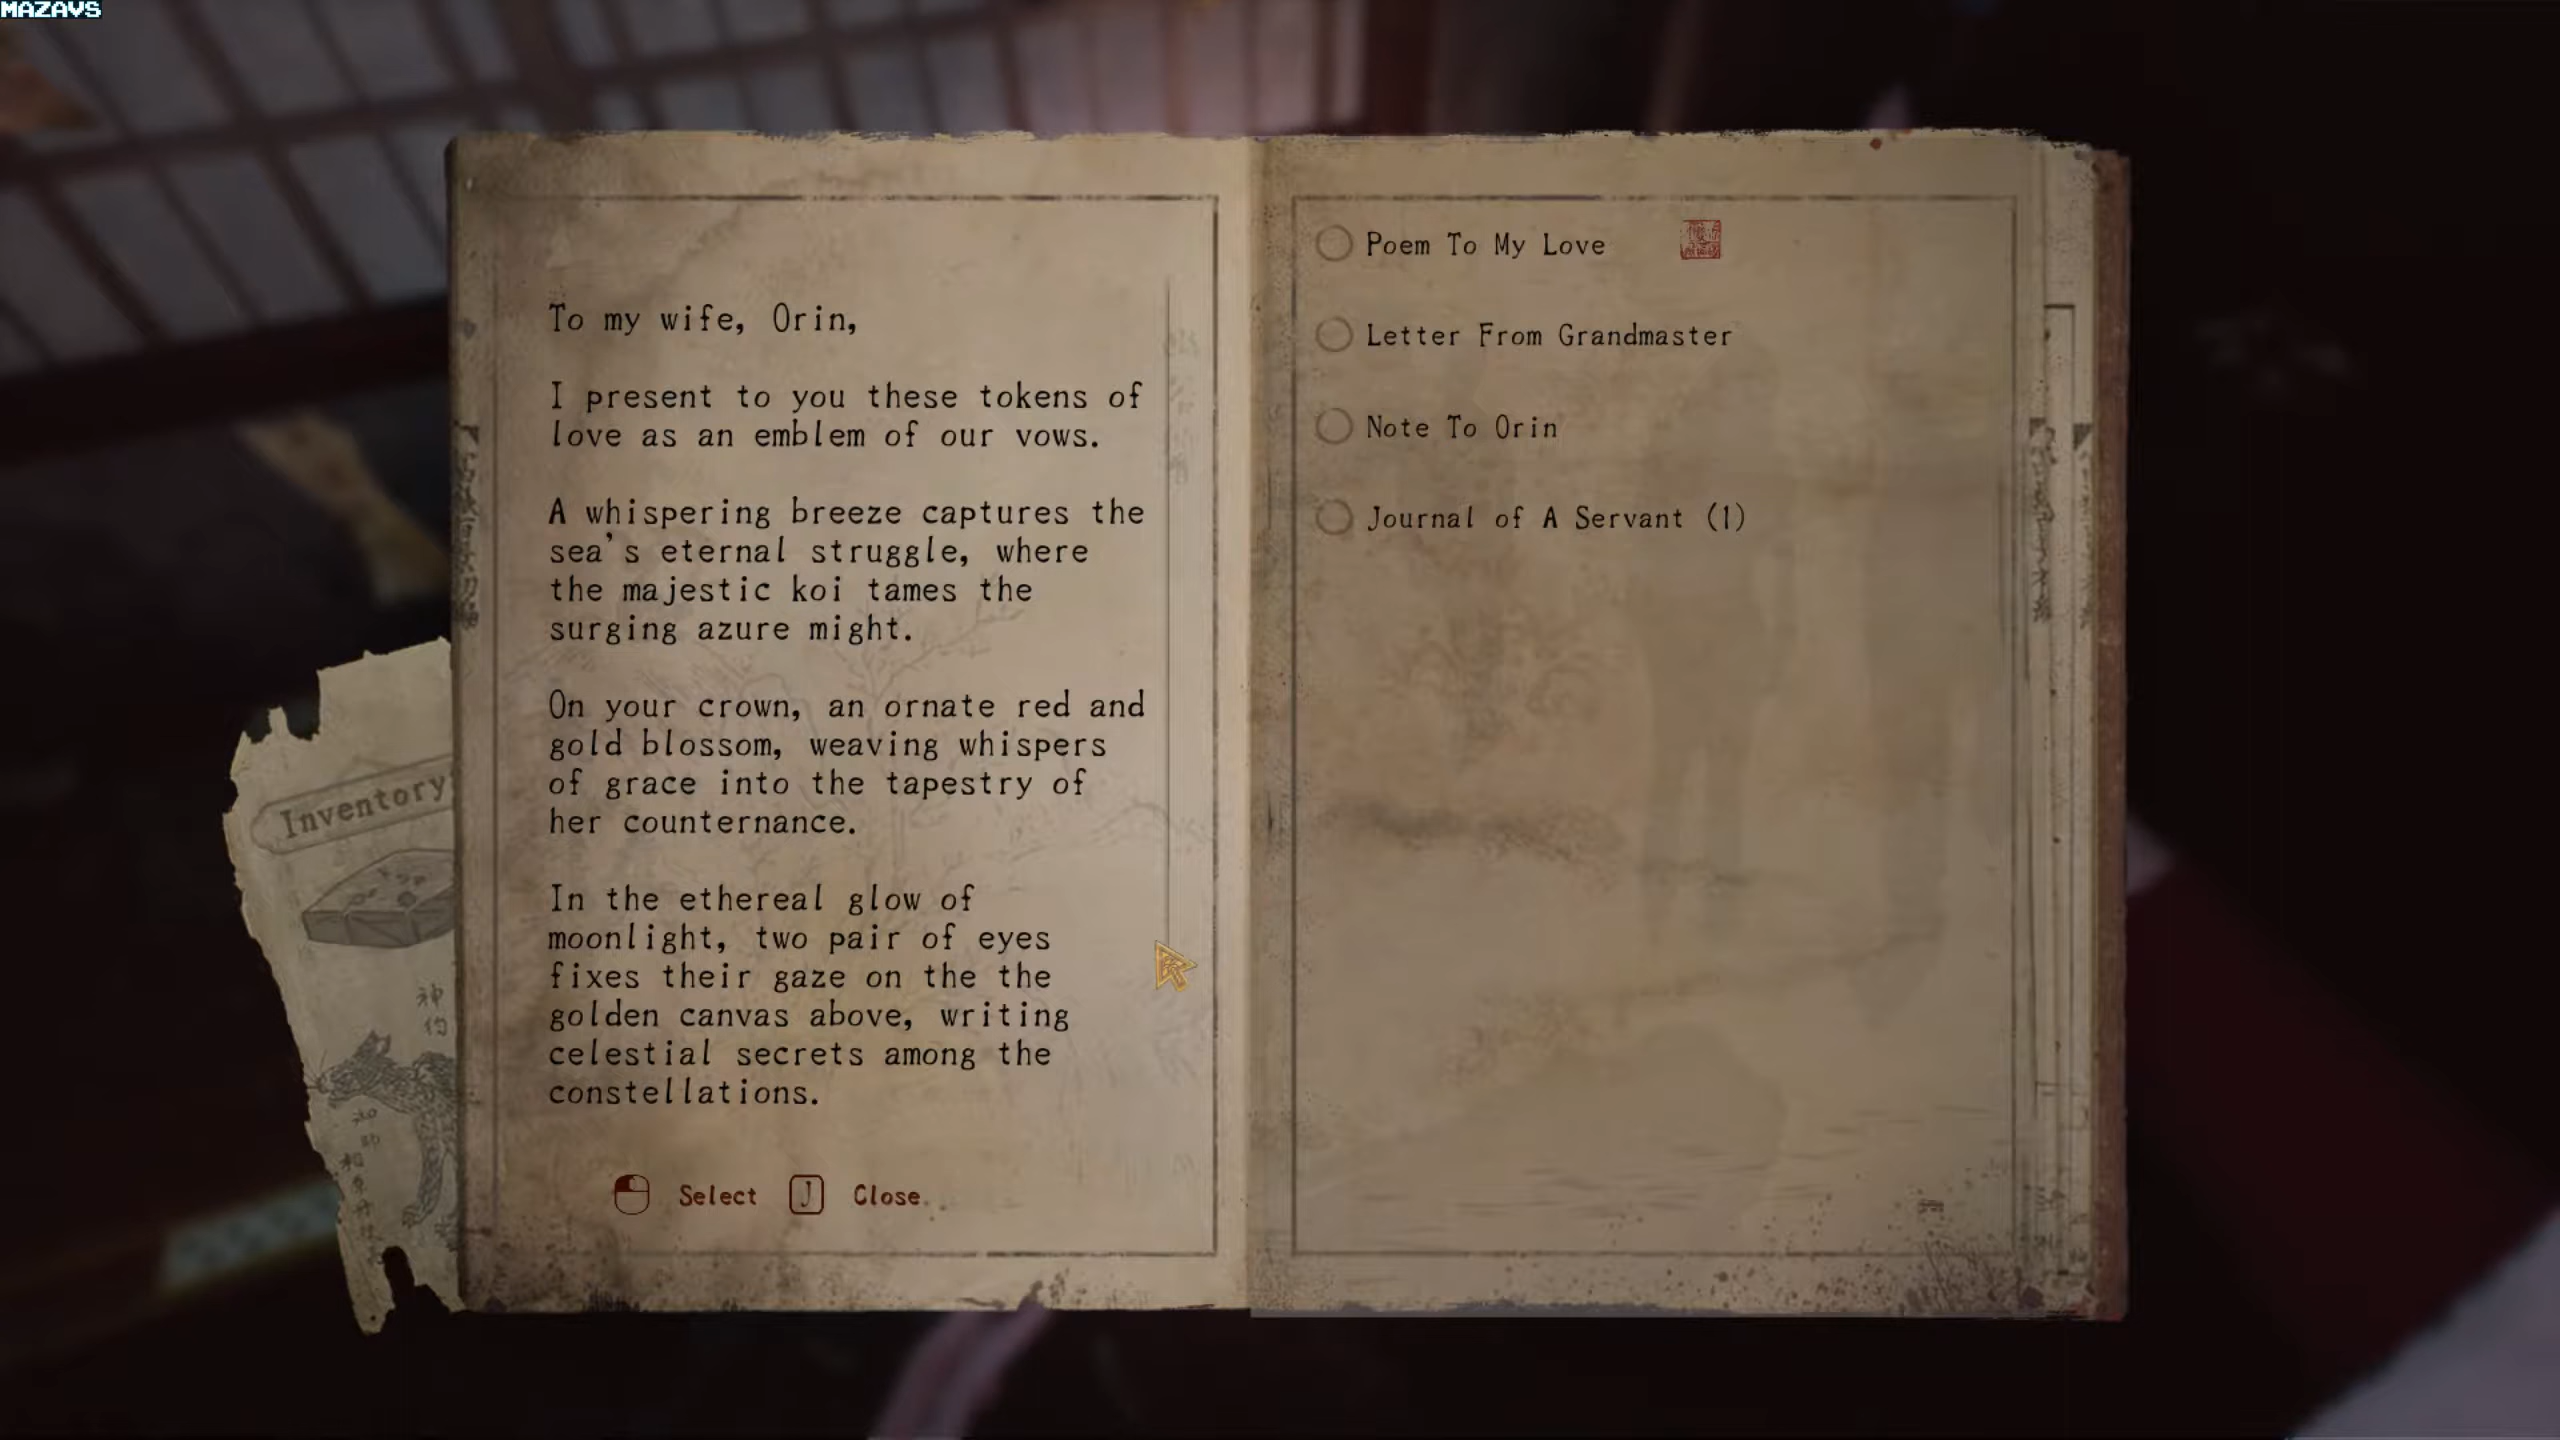 MAZAVS
To my wife, Orin,
I present to you these tokens of
love as an emblem of our vows.
A whispering breeze captures the
sea's eternal struggle, where
the majestic koi tames the
surging azure might.
On your crown, an ornate red and
gold blossom, weaving whispers
of grace into the tapestry of
her counternance.
In the ethereal glow of
moonlight, two pair of eyes
fixes their gaze on the the
golden canvas above, writing
celestial secrets among the
constellations.
Select J Close
Poem To My Love
Letter From Grandmaster
Note To Orin
Journal of A Servant (1)
Inventory